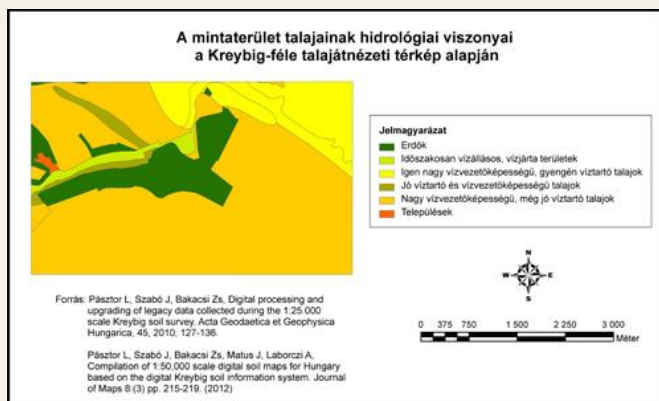 A mintaterület talajainak hidrológiai viszonyai
a Kreybig-féle talajátnézeti térkép alapján
Jelmagyarázat
Erdők
Időszakosan vízállásos, vízjárta területek
Igen nagy vízvezetőképességű, gyengén víztartó talajok
Jó víztartó és vízvezetőképességű talajok
Nagy vízvezetőképességű, még jó víztartó talajok
Települések
N
W E
S
0 375 750 1 500 2 250 3 000
Méter
Forrás: Pásztor L, Szabó J, Bakacsi Zs, Digital processing and
upgrading of legacy data collected during the 1:25.000
scale Kreybig soil survey. Acta Geodaetica et Geophysica
Hungarica, 45, 2010; 127-136.
Pásztor L, Szabó J, Bakacsi Zs, Matus J, Laborczi A,
Compilation of 1:50,000 scale digital soil maps for Hungary
based on the digital Kreybig soil information system. Journal
of Maps 8:(3) pp. 215-219. (2012)